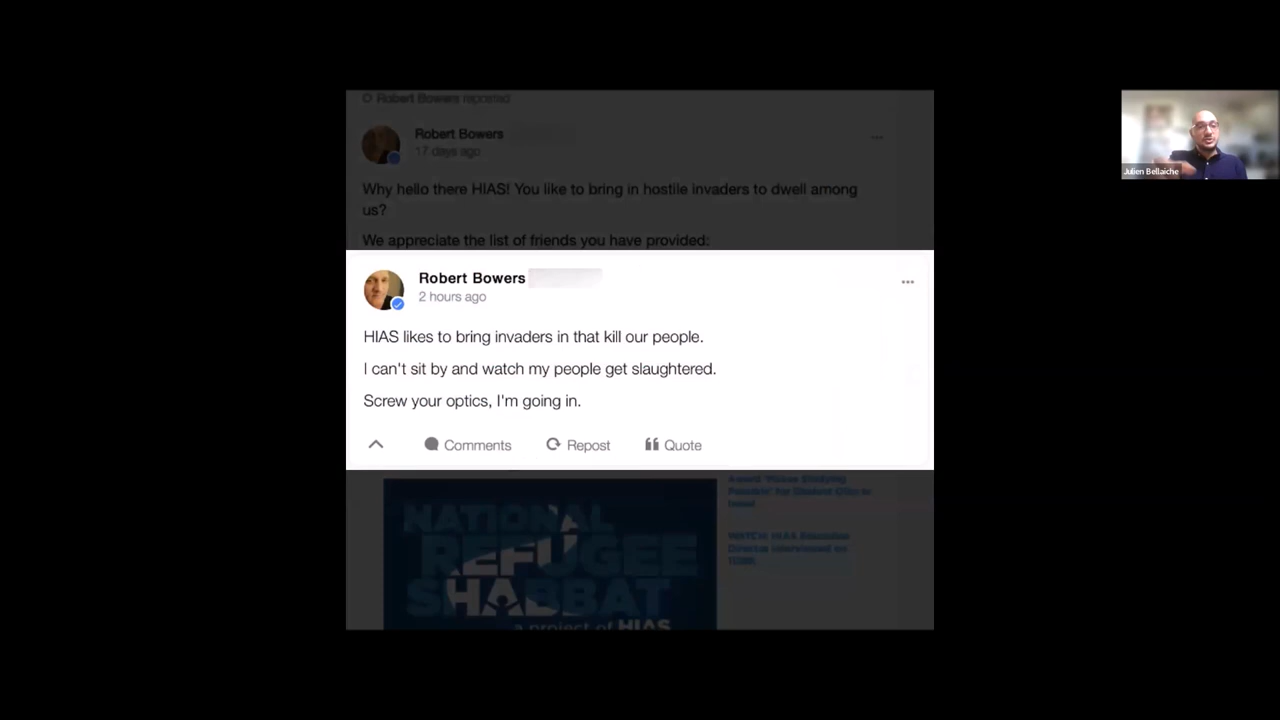 Robert Bowers reposted
Robert Bowers
17 days ago
Why hello there HIAS! You like to bring in hostile invaders to dwell among
us?
We appreciate the list of friends you have provided:
Robert Bowers
2 hours ago
HIAS likes to bring invaders in that kill our people.
I can't sit by and watch my people get slaughtered.
Screw your optics, I'm going in.
Comments Repost Quote
NATIONAL
REFUGEE
SHABBAT
a project of HIAS
Julien Bellaiche